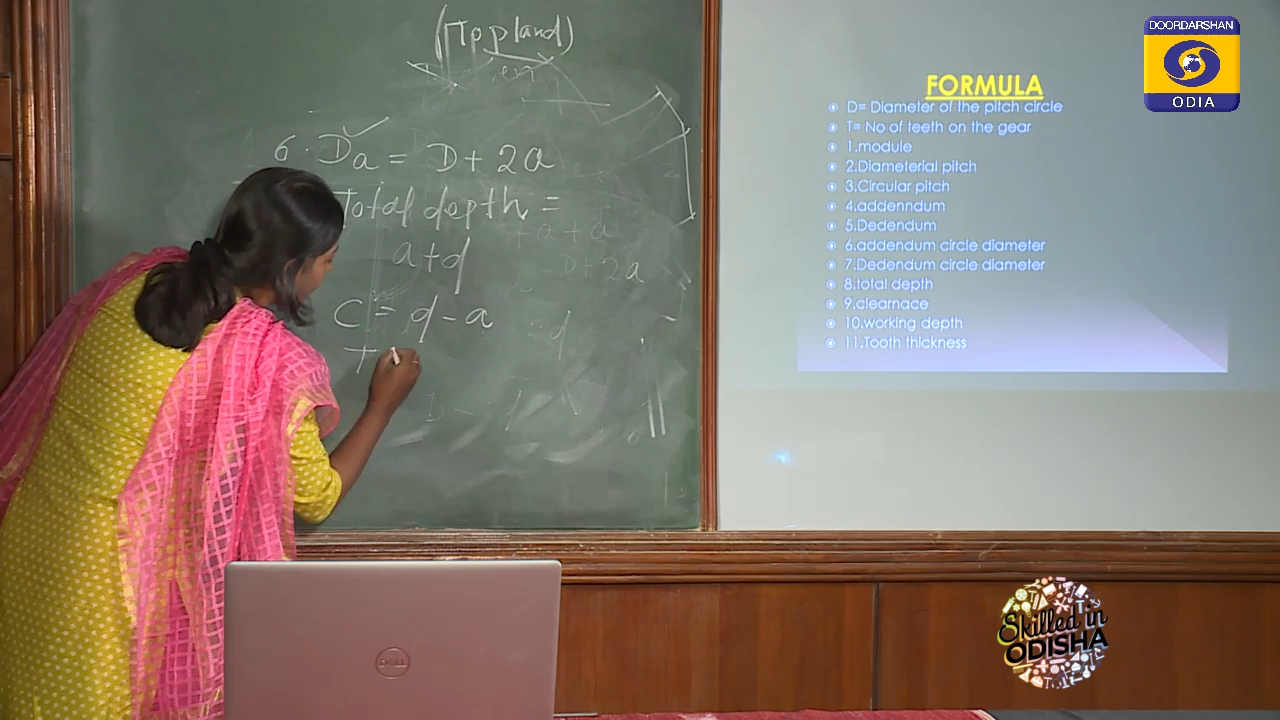 6. Da = D + 2a
Total depth =
a + d
C = d - a
T
FORMULA
D= Diameter of the pitch circle
T= No of teeth on the gear
1.module
2.Diameterial pitch
3.Circular pitch
4.addenndum
5.Dedendum
6.addendum circle diameter
7.Dedendum circle diameter
8.total depth
9.clearnace
10.working depth
11.Tooth thickness
DOORDARSHAN
ODIA
DELL
Skilled in
ODISHA